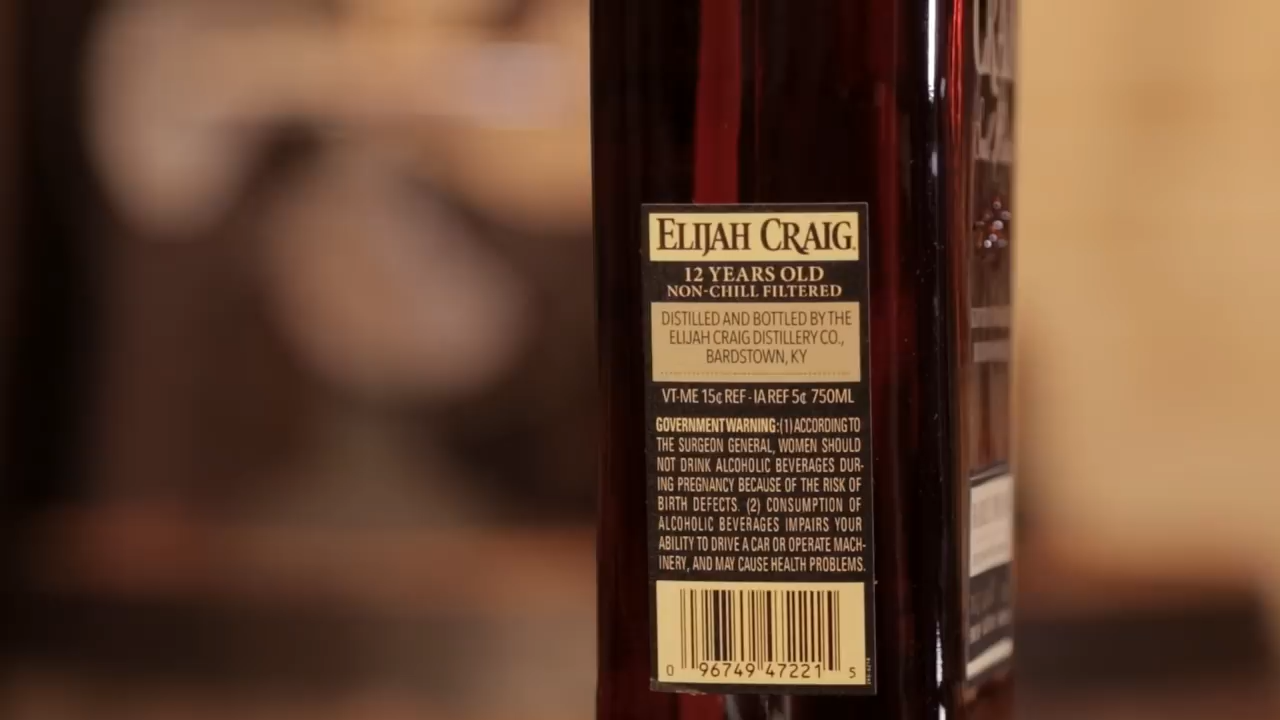 ELIJAH CRAIG.
12 YEARS OLD
NON-CHILL FILTERED
DISTILLED AND BOTTLED BY THE
ELIJAH CRAIG DISTILLERY CO.,
BARDSTOWN, KY
VT-ME 15¢ REF - IA REF 5¢ 750ML
GOVERNMENT WARNING: (1) ACCORDING TO
THE SURGEON GENERAL, WOMEN SHOULD
NOT DRINK ALCOHOLIC BEVERAGES DUR-
ING PREGNANCY BECAUSE OF THE RISK OF
BIRTH DEFECTS. (2) CONSUMPTION OF
ALCOHOLIC BEVERAGES IMPAIRS YOUR
ABILITY TO DRIVE A CAR OR OPERATE MACH-
INERY, AND MAY CAUSE HEALTH PROBLEMS.
0 96749 47221 5